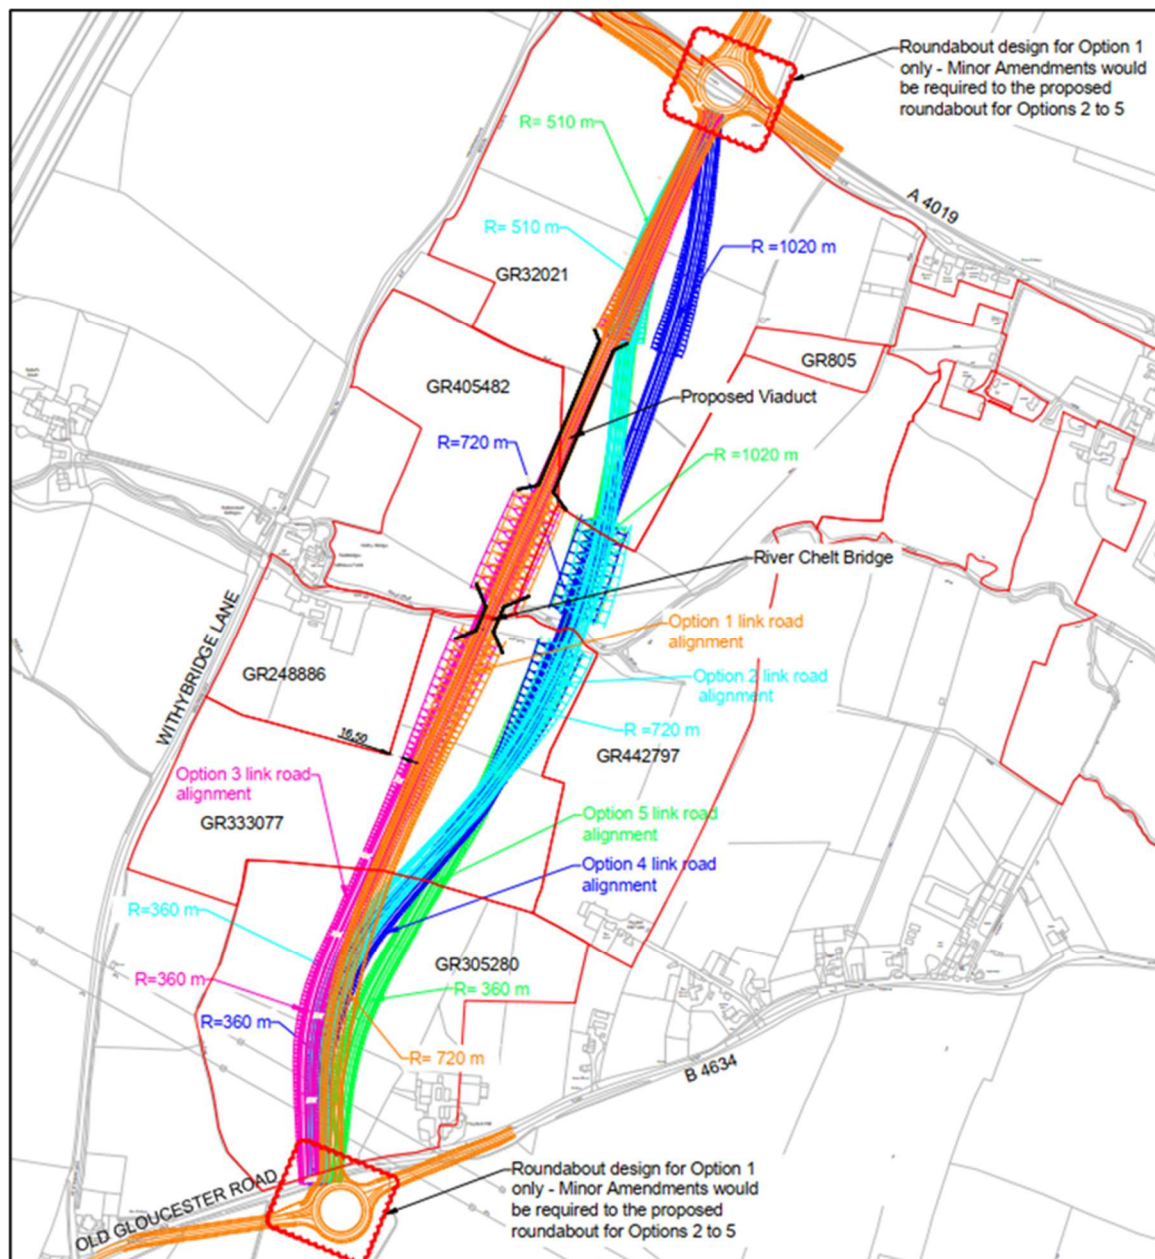 Roundabout design for Option 1
only - Minor Amendments would
be required to the proposed
roundabout for Options 2 to 5
R= 510 m
A 4019
R= 510 m
R =1020 m
GR32021
GR805
GR405482
Proposed Viaduct
R=720 m
R =1020 m
River Chelt Bridge
WITHYBRIDGE LANE
Option 1 link road
alignment
GR248886
Option 2 link road
alignment
R =720 m
16,50
GR442797
Option 3 link road
alignment
GR333077
Option 5 link road
alignment
Option 4 link road
alignment
R=360 m
GR305280
R=360 m
R= 360 m
R=360 m
R= 720 m
B 4634
Roundabout design for Option 1
only - Minor Amendments would
be required to the proposed
roundabout for Options 2 to 5
OLD GLOUCESTER ROAD